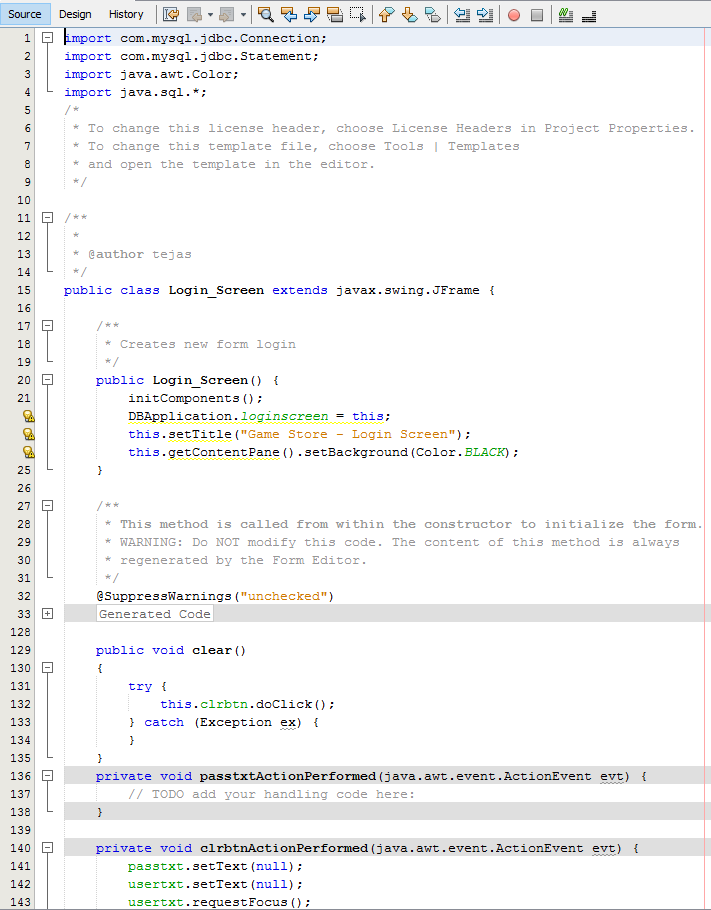 Source Design History
1 import com.mysql.jdbc.Connection;
2 import com.mysql.jdbc.Statement;
3 import java.awt.Color;
4 import java.sql.*;
5 /*
6  * To change this license header, choose License Headers in Project Properties.
7  * To change this template file, choose Tools | Templates
8  * and open the template in the editor.
9  */
10
11 /**
12  *
13  * @author tejas
14  */
15 public class Login_Screen extends javax.swing.JFrame {
16
17     /**
18      * Creates new form login
19      */
20     public Login_Screen() {
21         initComponents();
        DBApplication.loginscreen = this;
        this.setTitle("Game Store - Login Screen");
        this.getContentPane().setBackground(Color.BLACK);
25     }
26
27     /**
28      * This method is called from within the constructor to initialize the form.
29      * WARNING: Do NOT modify this code. The content of this method is always
30      * regenerated by the Form Editor.
31      */
32     @SuppressWarnings("unchecked")
33     Generated Code
128
129     public void clear()
130     {
131         try {
132             this.clrbtn.doClick();
133         } catch (Exception ex) {
134         }
135     }
136     private void passtxtActionPerformed(java.awt.event.ActionEvent evt) {
137         // TODO add your handling code here:
138     }
139
140     private void clrbtnActionPerformed(java.awt.event.ActionEvent evt) {
141         passtxt.setText(null);
142         usertxt.setText(null);
143         usertxt.requestFocus();